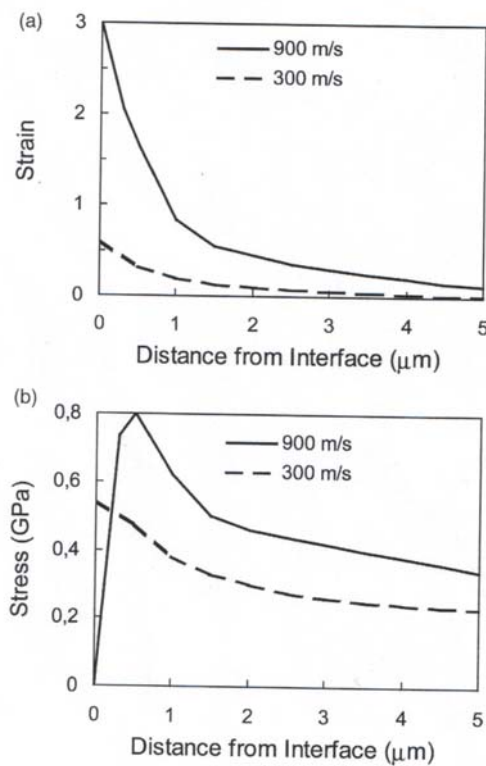 (a)
3
2
1
0
Strain
900 m/s
300 m/s
0 1 2 3 4 5
Distance from Interface (μm)
(b)
0,8
0,6
0,4
0,2
0
Stress (GPa)
900 m/s
300 m/s
0 1 2 3 4 5
Distance from Interface (μm)